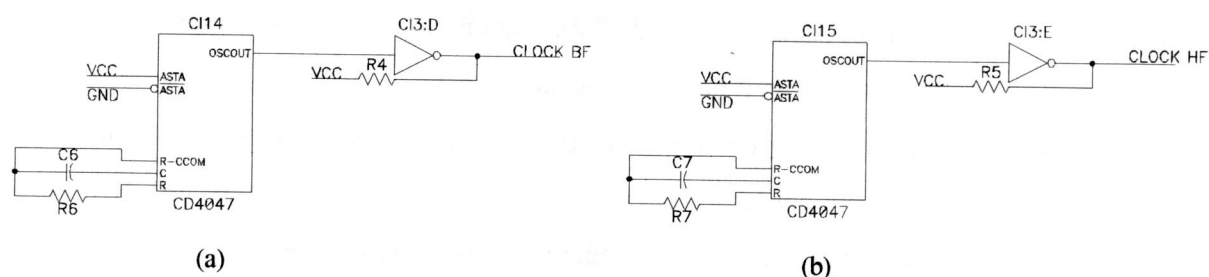 CI14
CI3:D
OSCOUT
R4
CLOCK BF
VCC
VCC
ASTA
GND
ASTA
C6
R-CCOM
C
R
R6
CD4047
(a)
CI15
CI3:E
OSCOUT
R5
CLOCK HF
VCC
VCC
ASTA
GND
ASTA
C7
R-CCOM
C
R
R7
CD4047
(b)